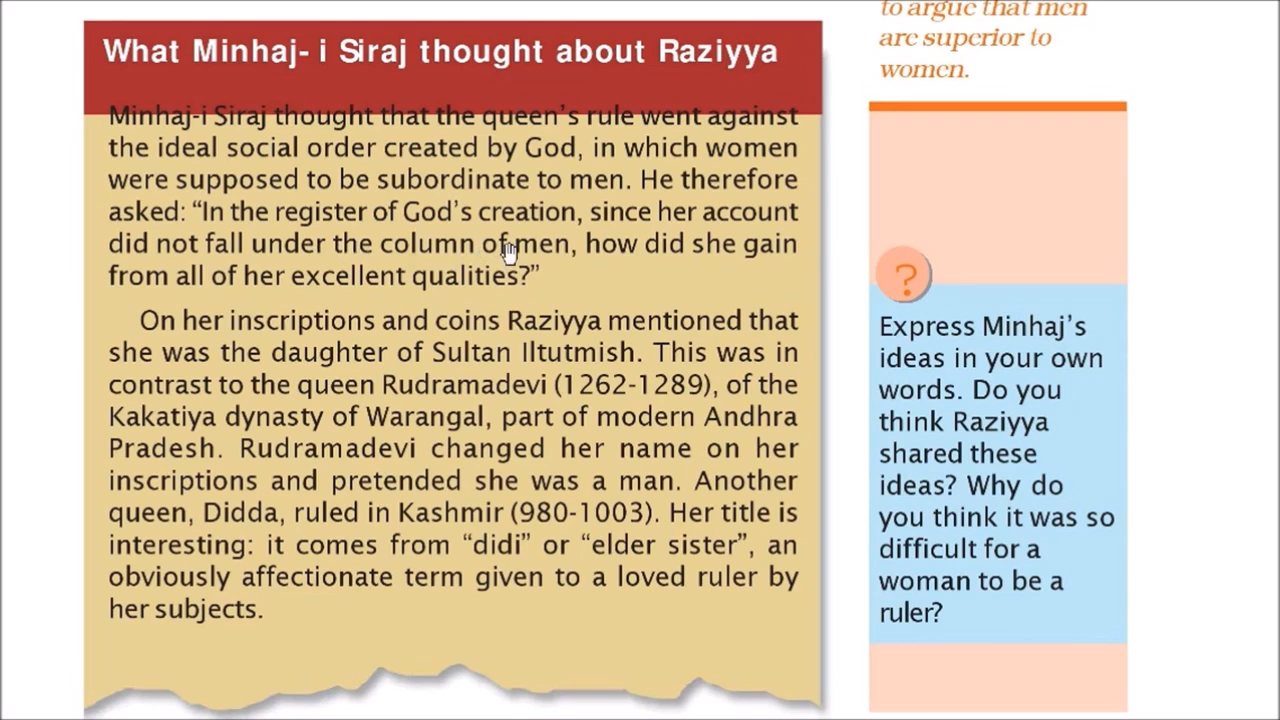 What Minhaj- i Siraj thought about Raziyya
Minhaj-i Siraj thought that the queen’s rule went against
the ideal social order created by God, in which women
were supposed to be subordinate to men. He therefore
asked: “In the register of God’s creation, since her account
did not fall under the column of men, how did she gain
from all of her excellent qualities?”
On her inscriptions and coins Raziyya mentioned that
she was the daughter of Sultan Iltutmish. This was in
contrast to the queen Rudramadevi (1262-1289), of the
Kakatiya dynasty of Warangal, part of modern Andhra
Pradesh. Rudramadevi changed her name on her
inscriptions and pretended she was a man. Another
queen, Didda, ruled in Kashmir (980-1003). Her title is
interesting: it comes from “didi” or “elder sister”, an
obviously affectionate term given to a loved ruler by
her subjects.
to argue that men
are superior to
women.
?
Express Minhaj’s
ideas in your own
words. Do you
think Raziyya
shared these
ideas? Why do
you think it was so
difficult for a
woman to be a
ruler?